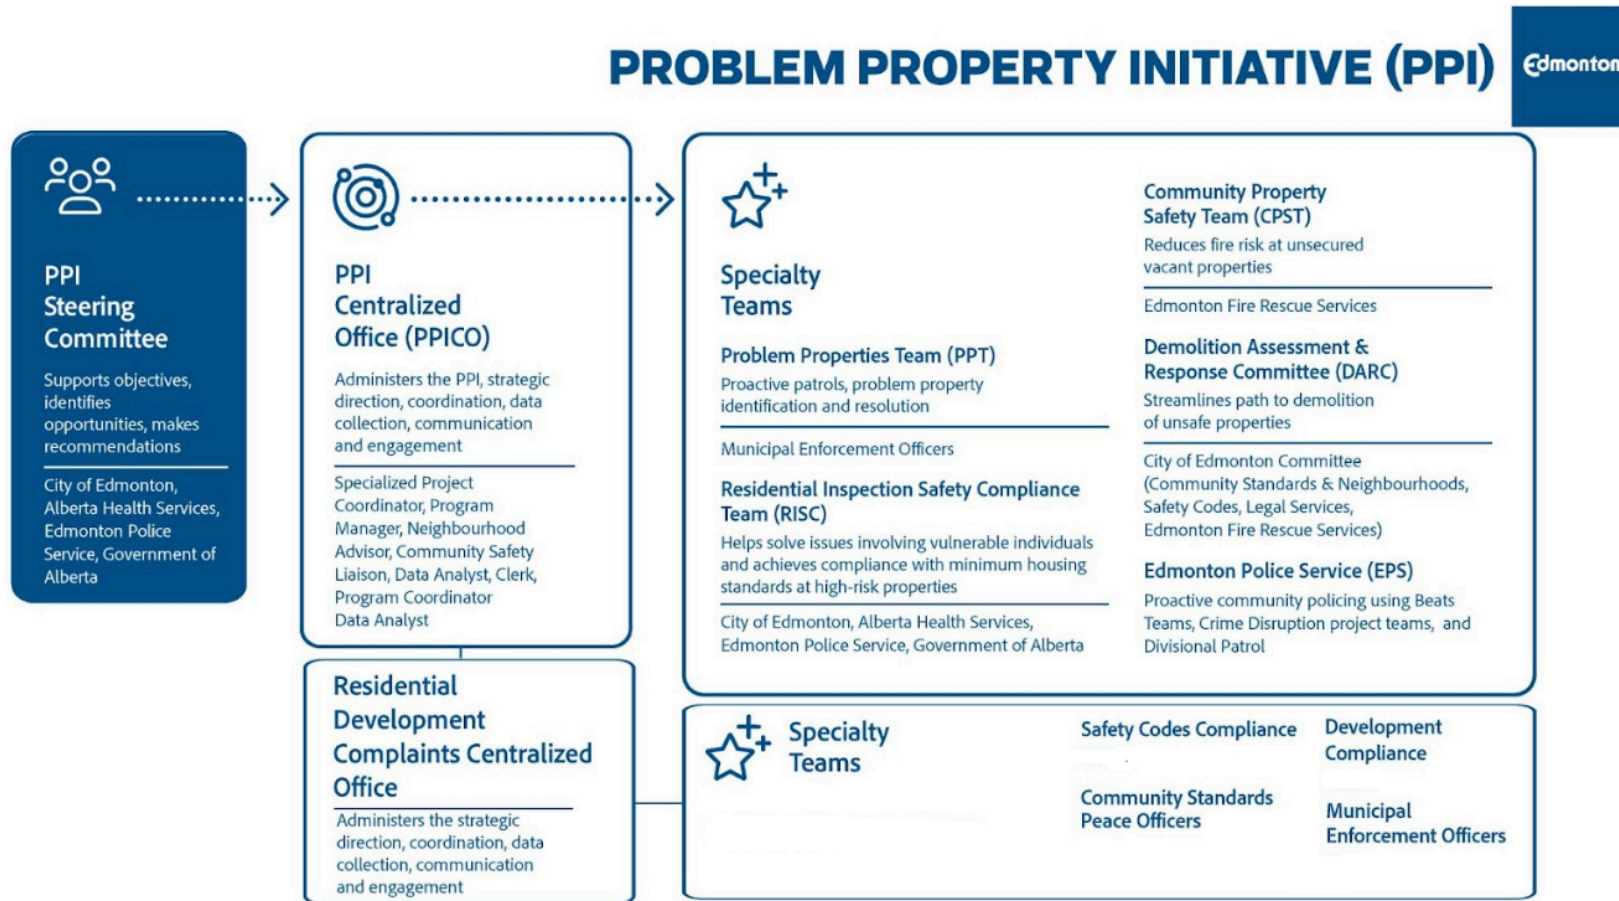 PROBLEM PROPERTY INITIATIVE (PPI)
Edmonton
PPI
Steering
Committee
Supports objectives,
identifies
opportunities, makes
recommendations
City of Edmonton,
Alberta Health Services,
Edmonton Police
Service, Government of
Alberta
PPI
Centralized
Office (PPICO)
Administers the PPI, strategic
direction, coordination, data
collection, communication
and engagement
Specialized Project
Coordinator, Program
Manager, Neighbourhood
Advisor, Community Safety
Liaison, Data Analyst, Clerk,
Program Coordinator
Data Analyst
Specialty
Teams
Problem Properties Team (PPT)
Proactive patrols, problem property
identification and resolution
Municipal Enforcement Officers
Residential Inspection Safety Compliance
Team (RISC)
Helps solve issues involving vulnerable individuals
and achieves compliance with minimum housing
standards at high-risk properties
City of Edmonton, Alberta Health Services,
Edmonton Police Service, Government of Alberta
Community Property
Safety Team (CPST)
Reduces fire risk at unsecured
vacant properties
Edmonton Fire Rescue Services
Demolition Assessment &
Response Committee (DARC)
Streamlines path to demolition
of unsafe properties
City of Edmonton Committee
(Community Standards & Neighbourhoods,
Safety Codes, Legal Services,
Edmonton Fire Rescue Services)
Edmonton Police Service (EPS)
Proactive community policing using Beats
Teams, Crime Disruption project teams, and
Divisional Patrol
Residential
Development
Complaints Centralized
Office
Administers the strategic
direction, coordination, data
collection, communication
and engagement
Specialty
Teams
Safety Codes Compliance
Community Standards
Peace Officers
Development
Compliance
Municipal
Enforcement Officers